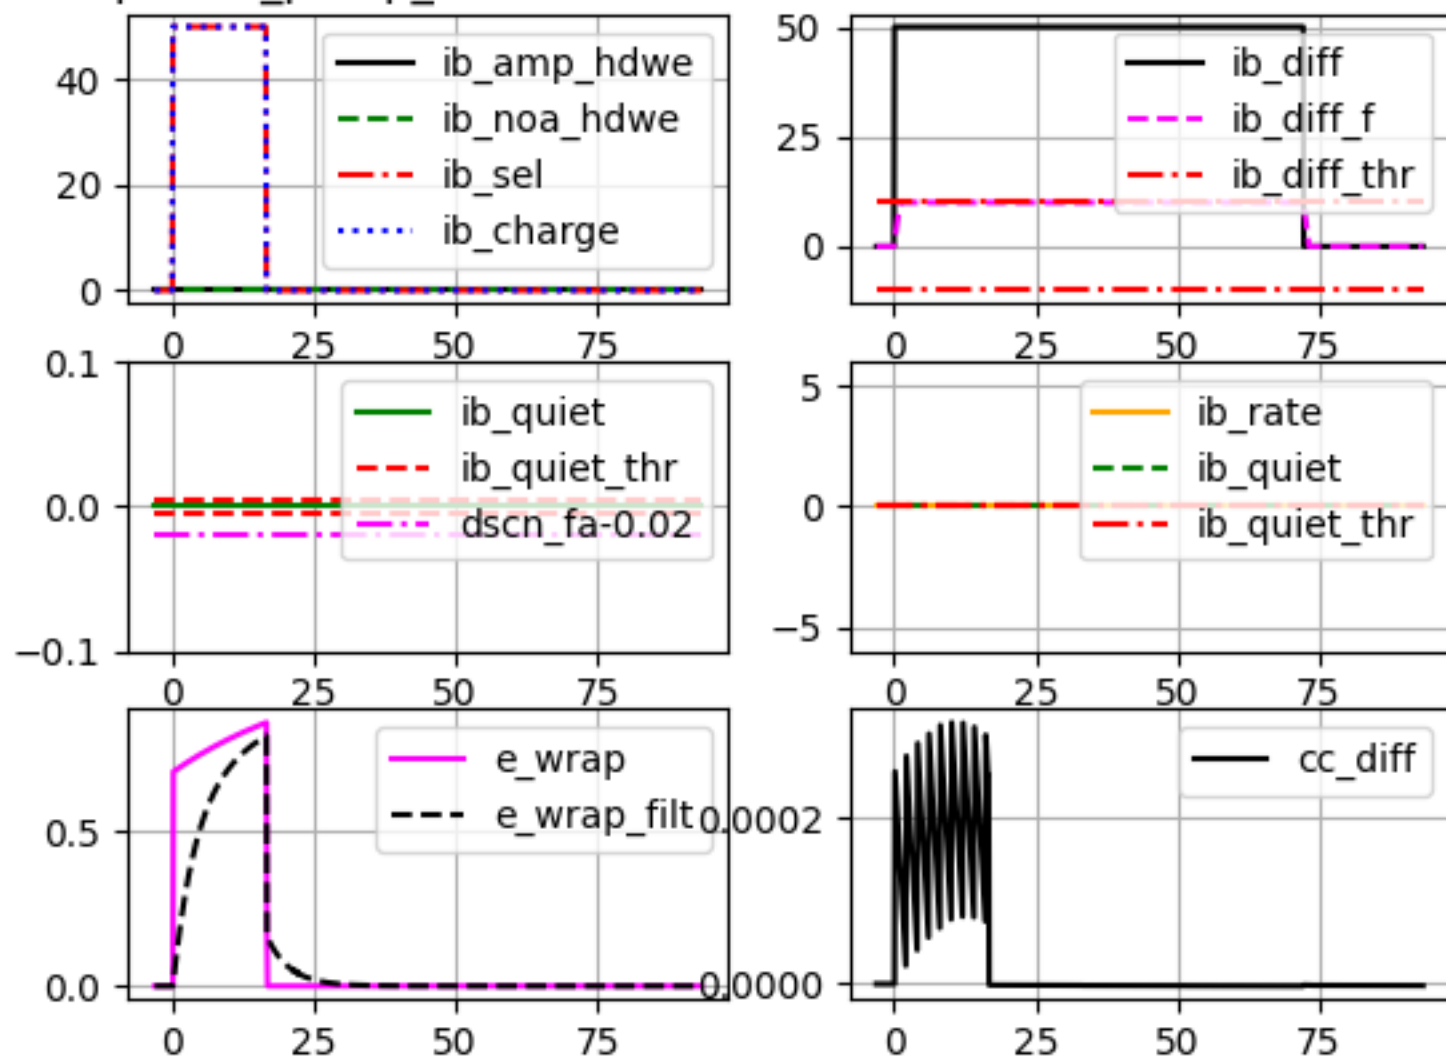 40
20
0
ib_amp_hdwe
ib_noa_hdwe
ib_sel
ib_charge
0 25 50 75
50
25
0
ib_diff
ib_diff_f
ib_diff_thr
0 25 50 75
0.1
0.0
−0.1
ib_quiet
ib_quiet_thr
dscn_fa-0.02
0 25 50 75
5
0
−5
ib_rate
ib_quiet
ib_quiet_thr
0 25 50 75
0.5
0.0
e_wrap
e_wrap_filt
0 25 50 75
0.0002
0.0000
cc_diff
0 25 50 75